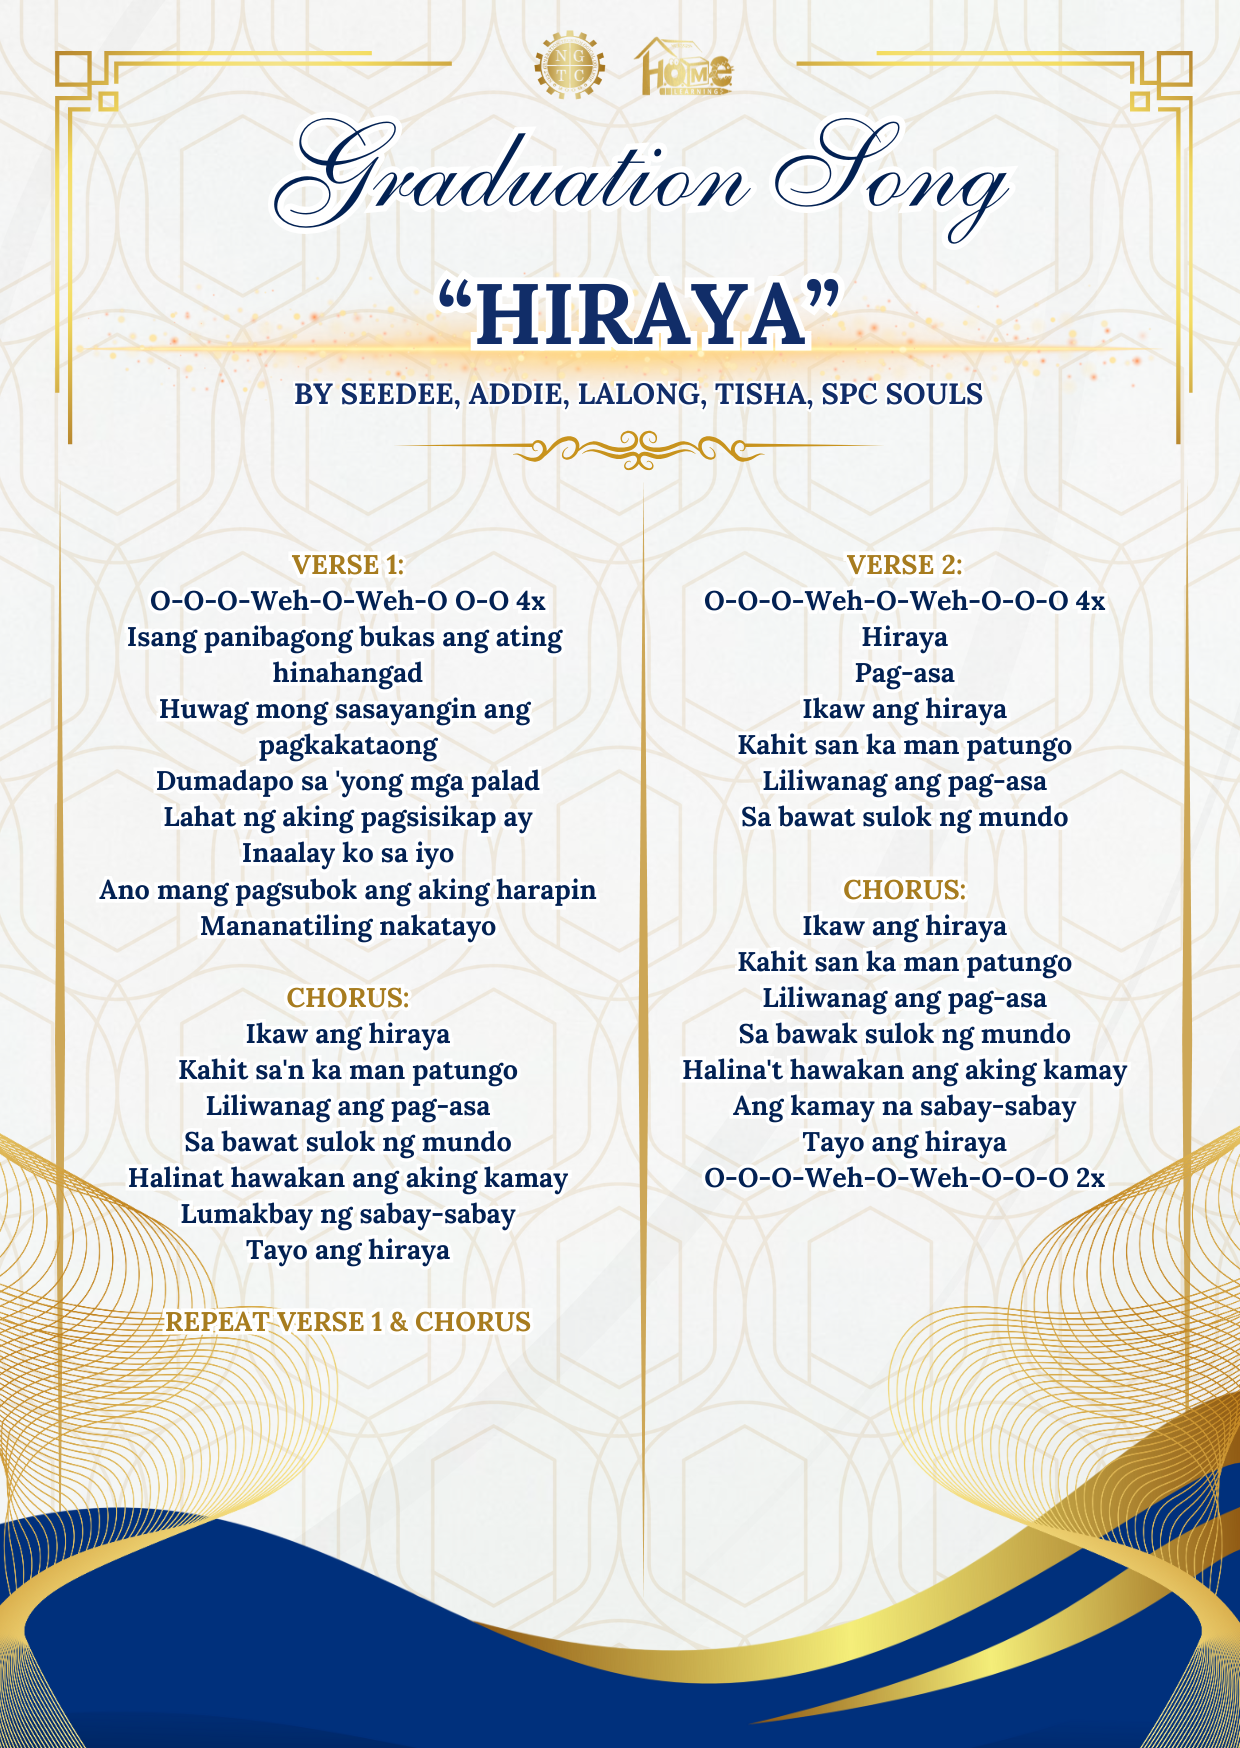 N G
T C
HOME
LEARNING
Graduation Song
“HIRAYA”
BY SEEDEE, ADDIE, LALONG, TISHA, SPC SOULS
VERSE 1:
O-O-O-Weh-O-Weh-O O-O 4x
Isang panibagong bukas ang ating
hinahangad
Huwag mong sasayangin ang
pagkakataong
Dumadapo sa 'yong mga palad
Lahat ng aking pagsisikap ay
Inaalay ko sa iyo
Ano mang pagsubok ang aking harapin
Mananatiling nakatayo
CHORUS:
Ikaw ang hiraya
Kahit sa'n ka man patungo
Liliwanag ang pag-asa
Sa bawat sulok ng mundo
Halinat hawakan ang aking kamay
Lumakbay ng sabay-sabay
Tayo ang hiraya
REPEAT VERSE 1 & CHORUS
VERSE 2:
O-O-O-Weh-O-Weh-O-O-O 4x
Hiraya
Pag-asa
Ikaw ang hiraya
Kahit san ka man patungo
Liliwanag ang pag-asa
Sa bawat sulok ng mundo
CHORUS:
Ikaw ang hiraya
Kahit san ka man patungo
Liliwanag ang pag-asa
Sa bawak sulok ng mundo
Halina't hawakan ang aking kamay
Ang kamay na sabay-sabay
Tayo ang hiraya
O-O-O-Weh-O-Weh-O-O-O 2x